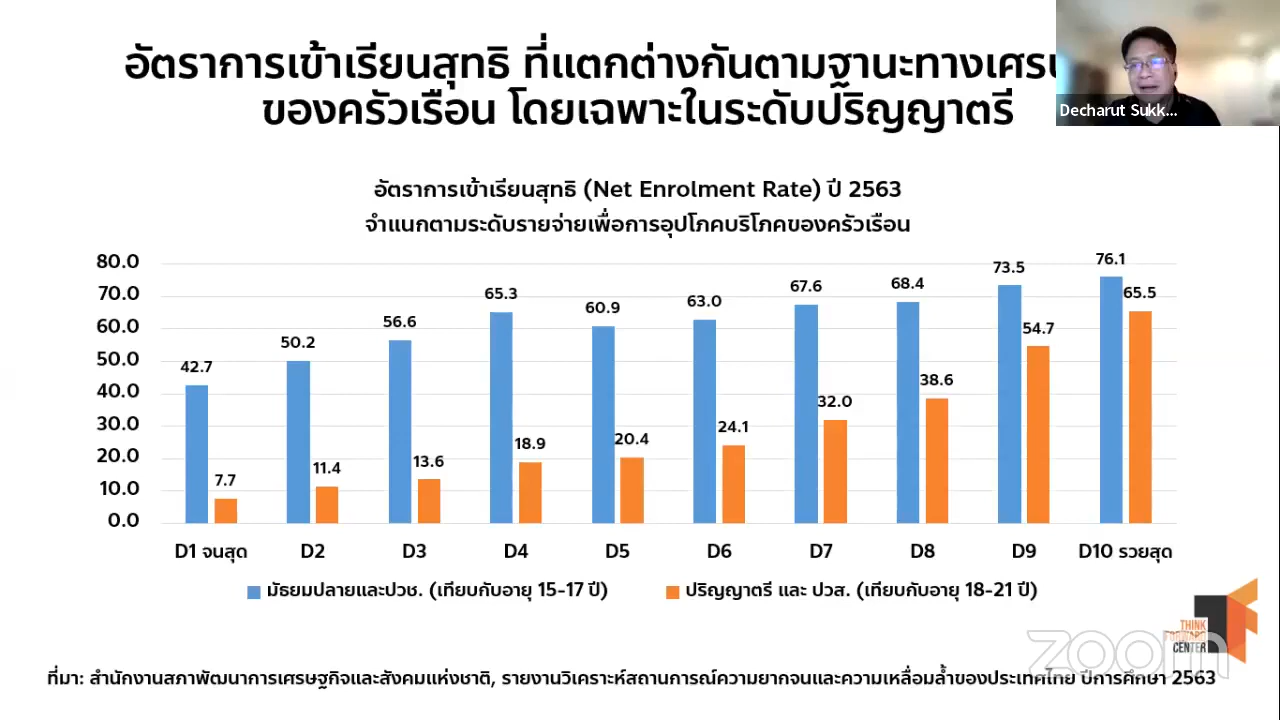 อัตราการเข้าเรียนสุทธิ ที่แตกต่างกันตามฐานะทางเศร
ของครัวเรือน โดยเฉพาะในระดับปริญญาตรี
Decharut Sukk...
อัตราการเข้าเรียนสุทธิ (Net Enrolment Rate) ปี 2563
จำแนกตามระดับรายจ่ายเพื่อการอุปโภคบริโภคของครัวเรือน
80.0
70.0
60.0
50.0
40.0
30.0
20.0
10.0
0.0
42.7 50.2 56.6 65.3 60.9 63.0 67.6 68.4 73.5 76.1
7.7 11.4 13.6 18.9 20.4 24.1 32.0 38.6 54.7 65.5
D1 จนสุด D2 D3 D4 D5 D6 D7 D8 D9 D10 รวยสุด
มัธยมปลายและปวช. (เทียบกับอายุ 15-17 ปี) ปริญญาตรี และ ปวส. (เทียบกับอายุ 18-21 ปี)
THINK
FORWARD
CENTER
zoom
ที่มา: สำนักงานสภาพัฒนาการเศรษฐกิจและสังคมแห่งชาติ, รายงานวิเคราะห์สถานการณ์ความยากจนและความเหลื่อมล้ำของประเทศไทย ปีการศึกษา 2563